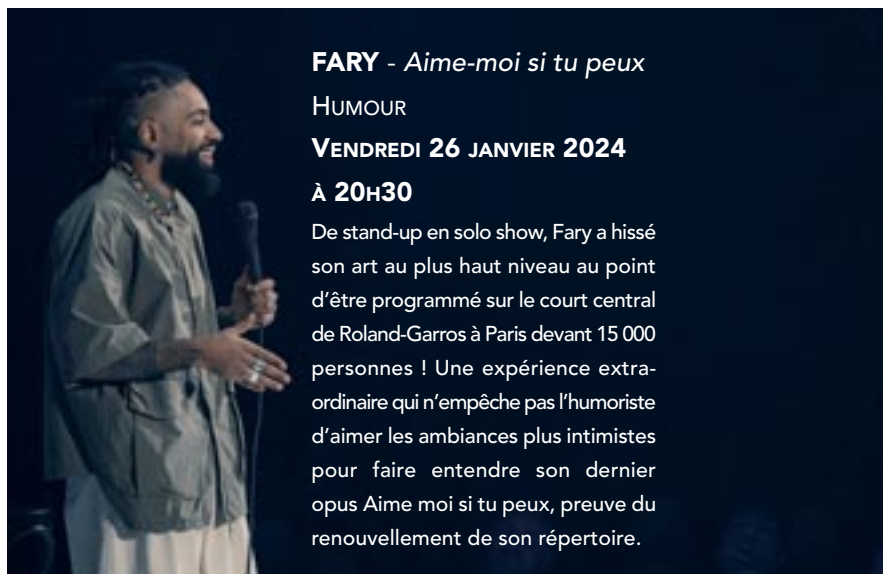 FARY - Aime-moi si tu peux
HUMOUR
VENDREDI 26 JANVIER 2024
À 20H30
De stand-up en solo show, Fary a hissé
son art au plus haut niveau au point
d’être programmé sur le court central
de Roland-Garros à Paris devant 15 000
personnes ! Une expérience extra-
ordinaire qui n’empêche pas l’humoriste
d’aimer les ambiances plus intimistes
pour faire entendre son dernier
opus Aime moi si tu peux, preuve du
renouvellement de son répertoire.